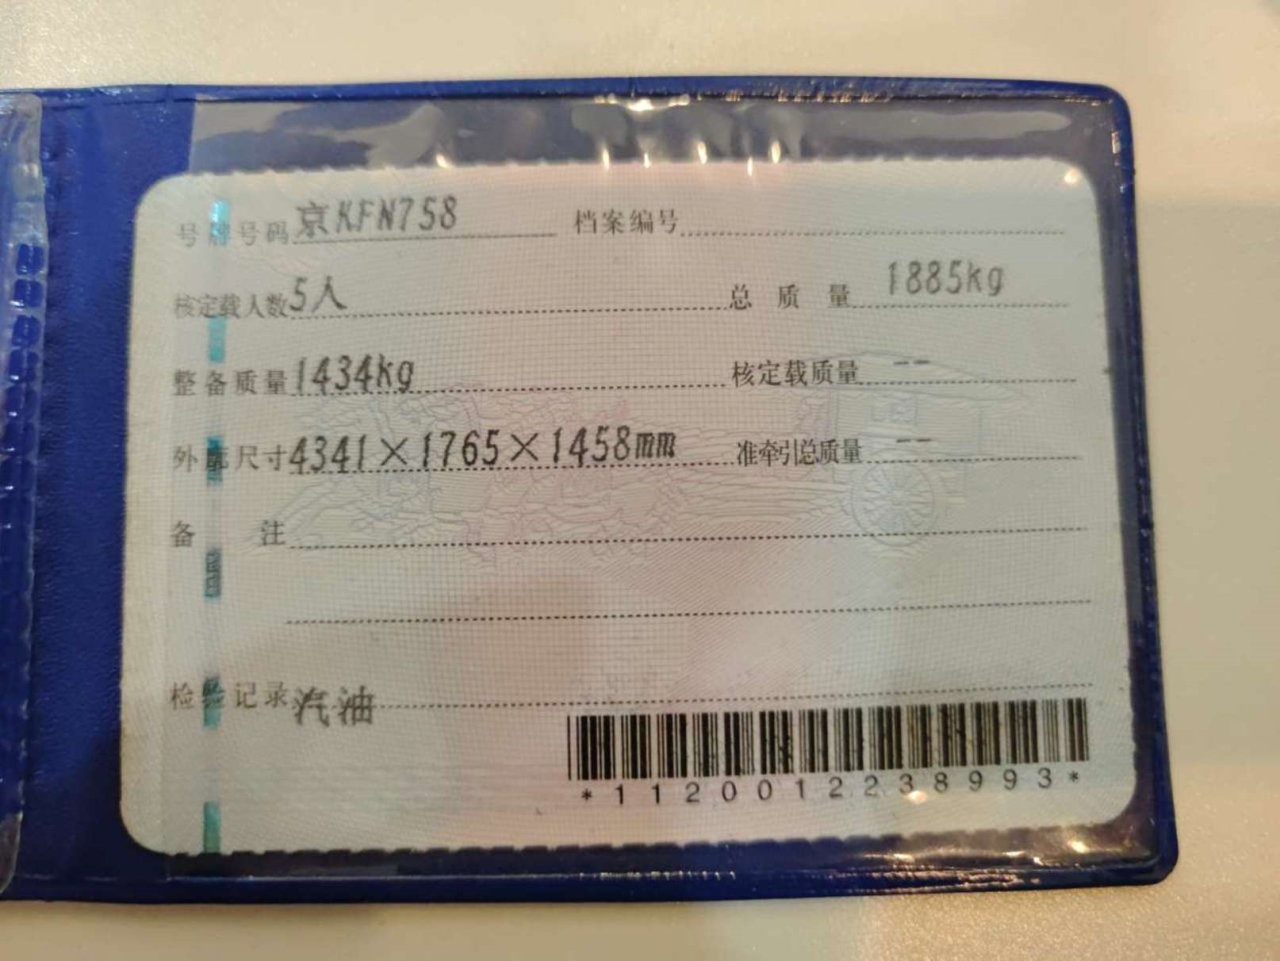 号牌号码 京KFN758 档案编号
核定载人数 5人 总质量 1885kg
整备质量 1434kg 核定载质量 --
外廓尺寸 4341×1765×1458mm 准牵引总质量 --
备注
检验记录 汽油
*1120012238993*